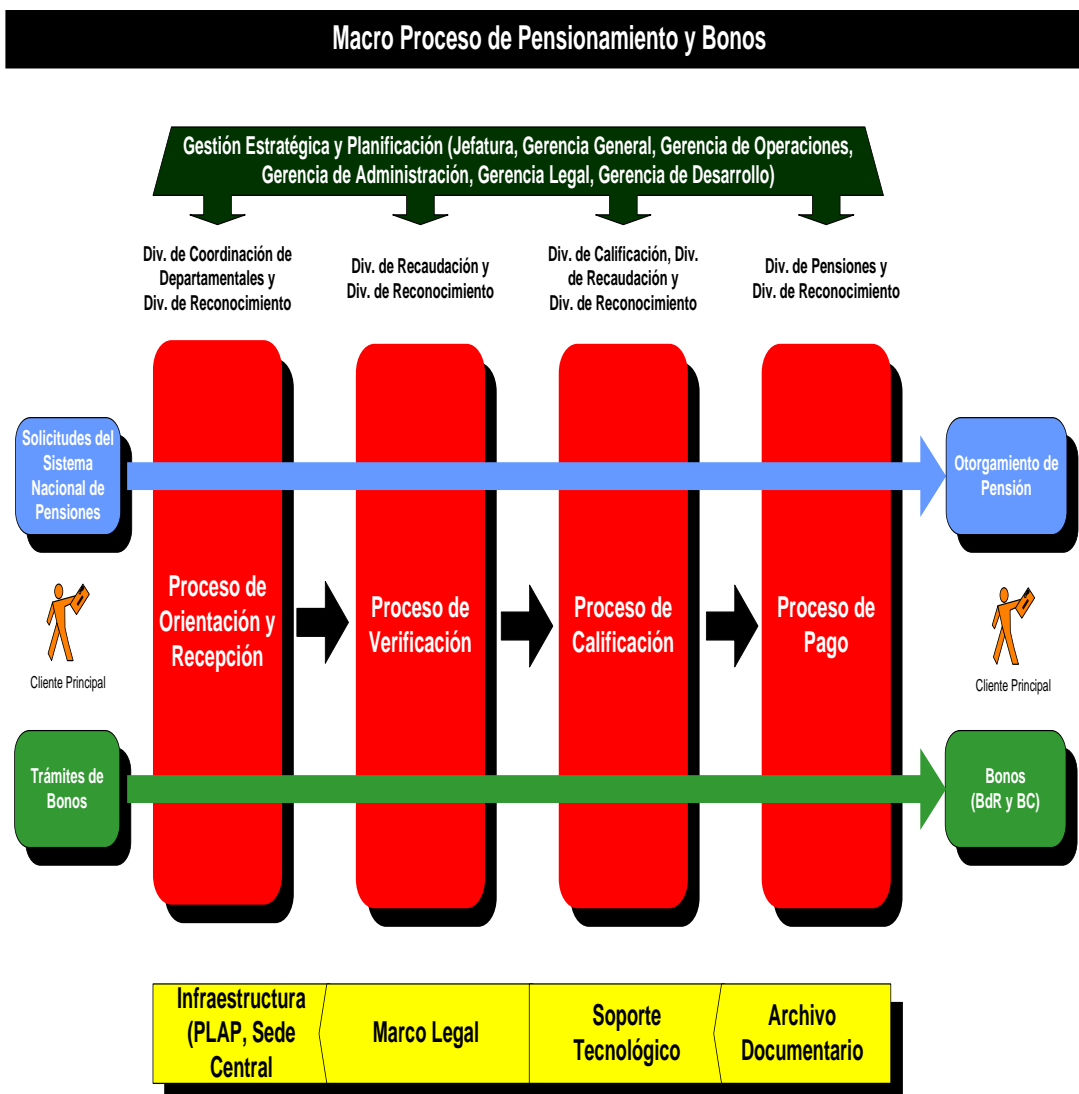 Macro Proceso de Pensionamiento y Bonos
Gestión Estratégica y Planificación (Jefatura, Gerencia General, Gerencia de Operaciones,
Gerencia de Administración, Gerencia Legal, Gerencia de Desarrollo)
Div. de Coordinación de
Departamentales y
Div. de Reconocimiento
Div. de Recaudación y
Div. de Reconocimiento
Div. de Calificación, Div.
de Recaudación y
Div. de Reconocimiento
Div. de Pensiones y
Div. de Reconocimiento
Solicitudes del
Sistema
Nacional de
Pensiones
Otorgamiento de
Pensión
Proceso de
Orientación y
Recepción
Proceso de
Verificación
Proceso de
Calificación
Proceso de
Pago
Cliente Principal
Cliente Principal
Trámites de
Bonos
Bonos
(BdR y BC)
Infraestructura
(PLAP, Sede
Central
Marco Legal
Soporte
Tecnológico
Archivo
Documentario